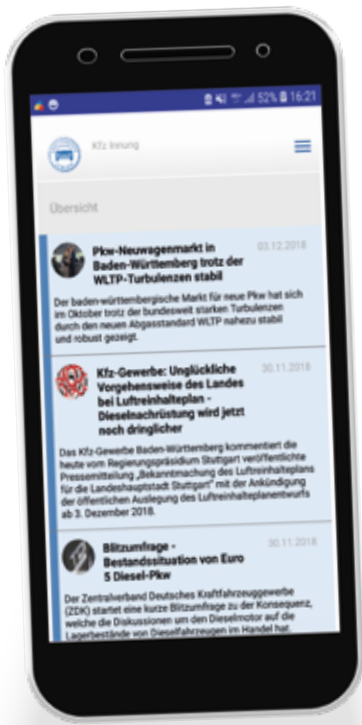 52% 16:21
Kfz Innung
Übersicht
Pkw-Neuwagenmarkt in 03.12.2018
Baden-Württemberg trotz der
WLTP-Turbulenzen stabil
Der baden-württembergische Markt für neue Pkw hat sich
im Oktober trotz der bundesweit starken Turbulenzen
durch den neuen Abgasstandard WLTP nahezu stabil
und robust gezeigt.
Kfz-Gewerbe: Unglückliche 30.11.2018
Vorgehensweise des Landes
bei Luftreinhalteplan -
Dieselnachrüstung wird jetzt
noch dringlicher
Das Kfz-Gewerbe Baden-Württemberg kommentiert die
heute vom Regierungspräsidium Stuttgart veröffentlichte
Pressemitteilung „Bekanntmachung des Luftreinhalteplans
für die Landeshauptstadt Stuttgart" mit der Ankündigung
der öffentlichen Auslegung des Luftreinhalteplanentwurfs
ab 3. Dezember 2018.
Blitzumfrage - 30.11.2018
Bestandssituation von Euro
5 Diesel-Pkw
Der Zentralverband Deutsches Kraftfahrzeuggewerbe
(ZDK) startet eine kurze Blitzumfrage zu der Konsequenz,
welche die Diskussionen um den Dieselmotor auf die
Lagerbestände von Dieselfahrzeugen im Handel hat.